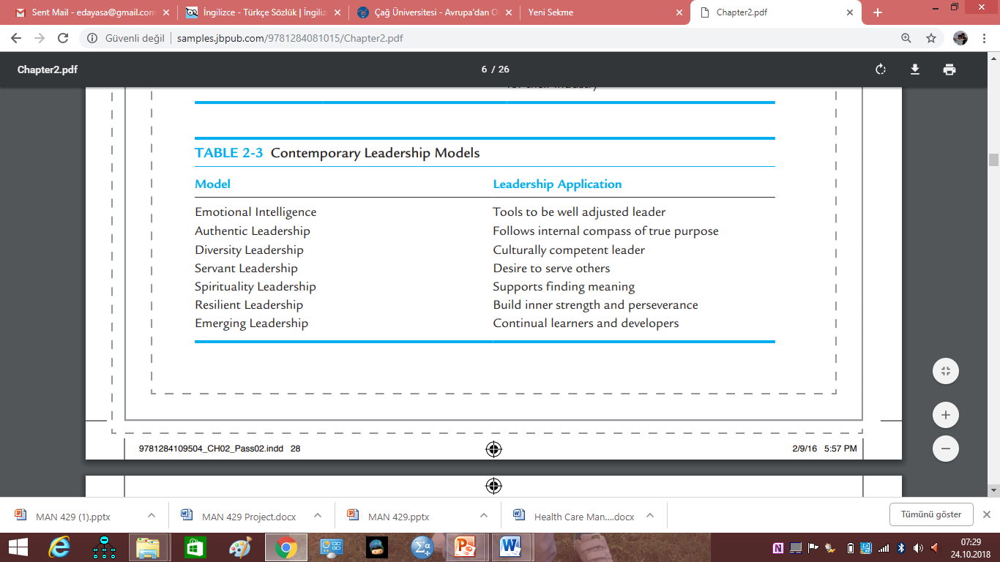 Sent Mail - edayasa@gmail.com
İngilizce - Türkçe Sözlük | İngiliz
Çağ Üniversitesi - Avrupa'dan O
Yeni Sekme
Chapter2.pdf
Güvenli değil | samples.jbpub.com/9781284081015/Chapter2.pdf
Chapter2.pdf
6 / 26
for their industry
TABLE 2-3 Contemporary Leadership Models
Model Leadership Application
Emotional Intelligence Tools to be well adjusted leader
Authentic Leadership Follows internal compass of true purpose
Diversity Leadership Culturally competent leader
Servant Leadership Desire to serve others
Spirituality Leadership Supports finding meaning
Resilient Leadership Build inner strength and perseverance
Emerging Leadership Continual learners and developers
9781284109504_CH02_Pass02.indd 28 2/9/16 5:57 PM
MAN 429 (1).pptx
MAN 429 Project.docx
MAN 429.pptx
Health Care Man....docx
Tümünü göster
07:29
24.10.2018